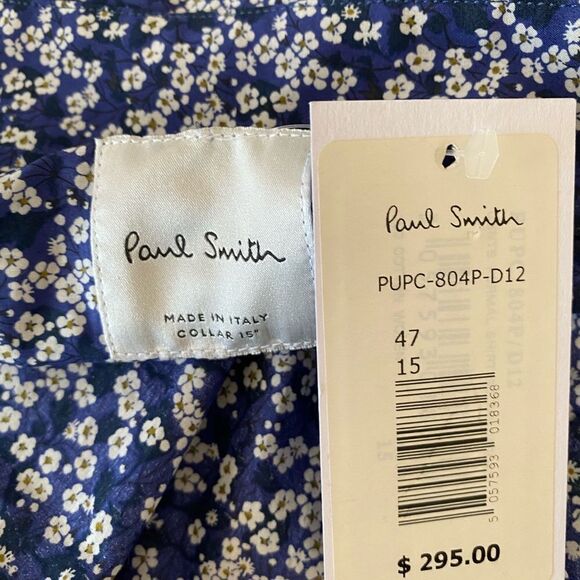 Paul Smith
MADE IN ITALY
COLLAR 15"
Paul Smith
PUPC-804P-D12
47
15
5 057593 018368
$ 295.00